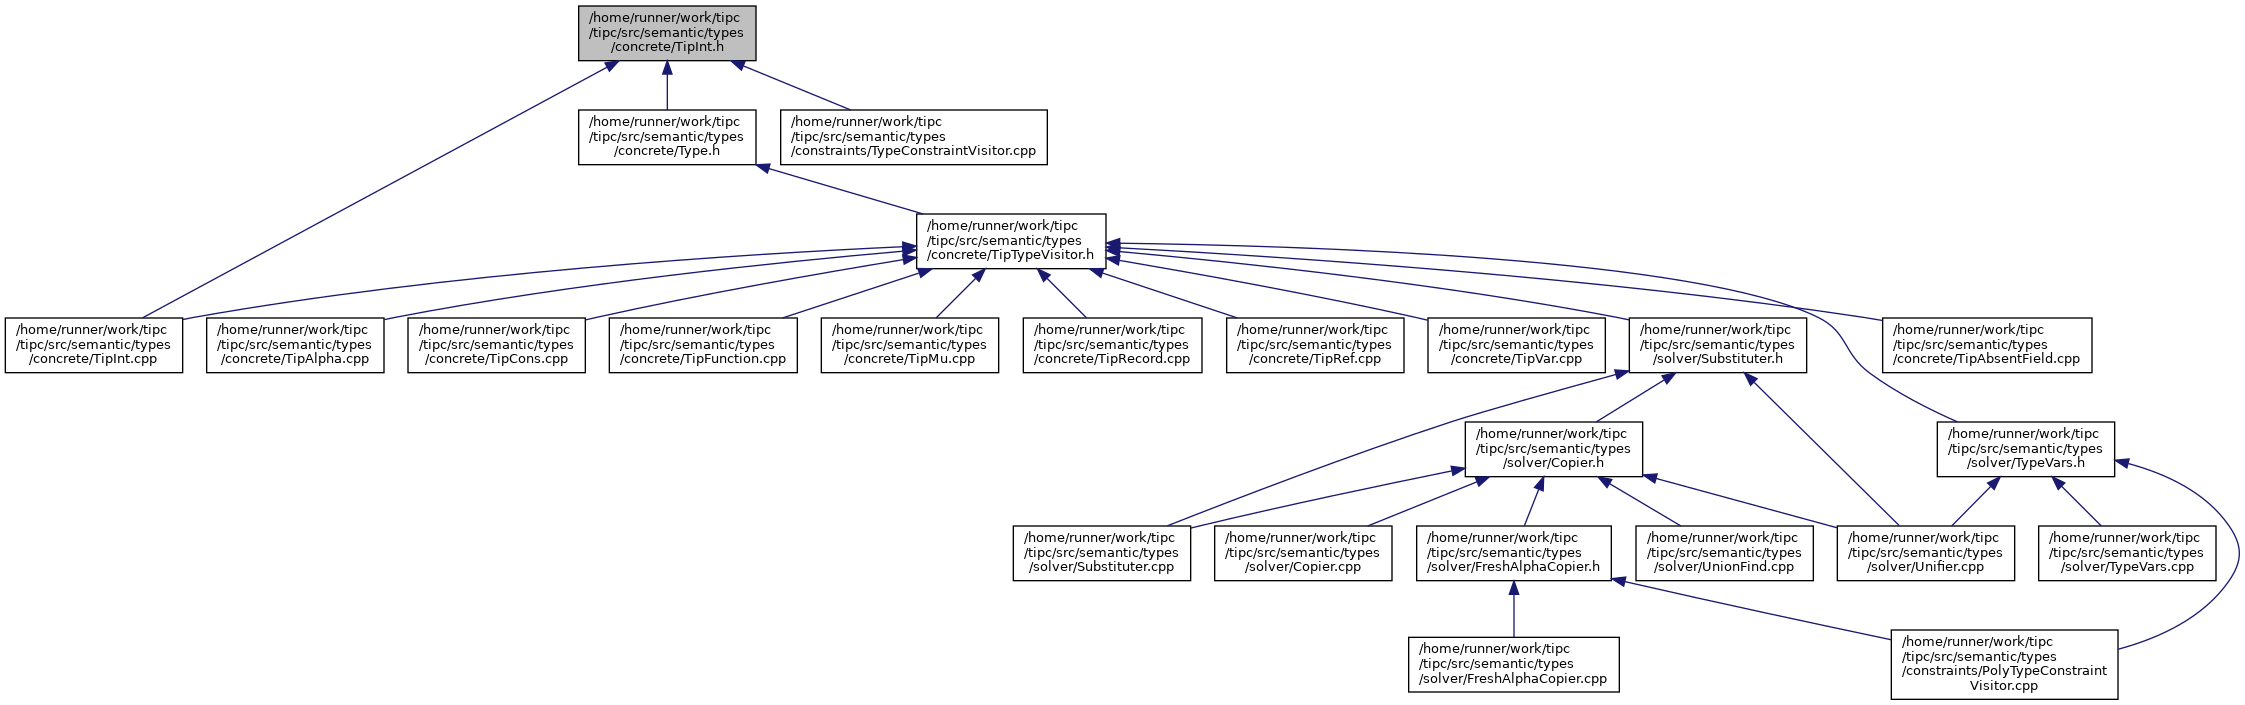 /home/runner/work/tipc
/tipc/src/semantic/types
/concrete/TipInt.h
/home/runner/work/tipc
/tipc/src/semantic/types
/concrete/Type.h
/home/runner/work/tipc
/tipc/src/semantic/types
/constraints/TypeConstraintVisitor.cpp
/home/runner/work/tipc
/tipc/src/semantic/types
/concrete/TipTypeVisitor.h
/home/runner/work/tipc
/tipc/src/semantic/types
/concrete/TipInt.cpp
/home/runner/work/tipc
/tipc/src/semantic/types
/concrete/TipAlpha.cpp
/home/runner/work/tipc
/tipc/src/semantic/types
/concrete/TipCons.cpp
/home/runner/work/tipc
/tipc/src/semantic/types
/concrete/TipFunction.cpp
/home/runner/work/tipc
/tipc/src/semantic/types
/concrete/TipMu.cpp
/home/runner/work/tipc
/tipc/src/semantic/types
/concrete/TipRecord.cpp
/home/runner/work/tipc
/tipc/src/semantic/types
/concrete/TipRef.cpp
/home/runner/work/tipc
/tipc/src/semantic/types
/concrete/TipVar.cpp
/home/runner/work/tipc
/tipc/src/semantic/types
/solver/Substituter.h
/home/runner/work/tipc
/tipc/src/semantic/types
/concrete/TipAbsentField.cpp
/home/runner/work/tipc
/tipc/src/semantic/types
/solver/Copier.h
/home/runner/work/tipc
/tipc/src/semantic/types
/solver/TypeVars.h
/home/runner/work/tipc
/tipc/src/semantic/types
/solver/Substituter.cpp
/home/runner/work/tipc
/tipc/src/semantic/types
/solver/Copier.cpp
/home/runner/work/tipc
/tipc/src/semantic/types
/solver/FreshAlphaCopier.h
/home/runner/work/tipc
/tipc/src/semantic/types
/solver/UnionFind.cpp
/home/runner/work/tipc
/tipc/src/semantic/types
/solver/Unifier.cpp
/home/runner/work/tipc
/tipc/src/semantic/types
/solver/TypeVars.cpp
/home/runner/work/tipc
/tipc/src/semantic/types
/solver/FreshAlphaCopier.cpp
/home/runner/work/tipc
/tipc/src/semantic/types
/constraints/PolyTypeConstraint
Visitor.cpp